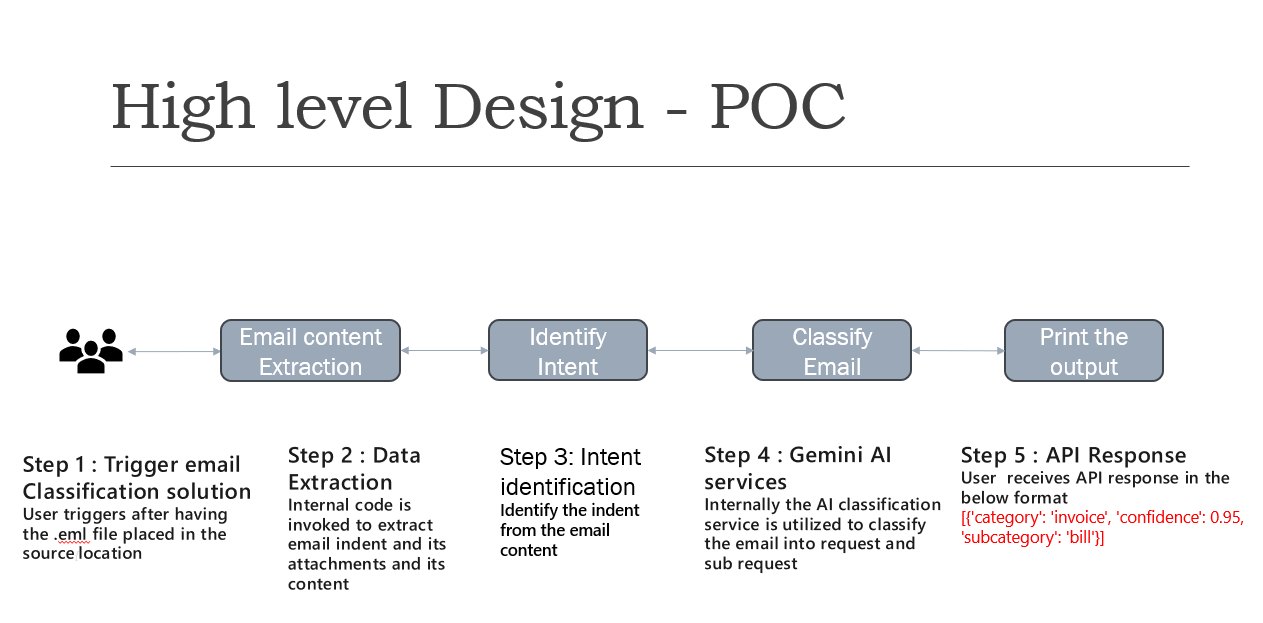 High level Design - POC
Email content
Extraction
Identify
Intent
Classify
Email
Print the
output
Step 1 : Trigger email
Classification solution
User triggers after having
the .eml file placed in the
source location
Step 2 : Data
Extraction
Internal code is
invoked to extract
email indent and its
attachments and its
content
Step 3: Intent
identification
Identify the indent
from the email
content
Step 4 : Gemini AI
services
Internally the AI classification
service is utilized to classify
the email into request and
sub request
Step 5 : API Response
User  receives API response in the
below format
[{'category': 'invoice', 'confidence': 0.95,
'subcategory': 'bill'}]